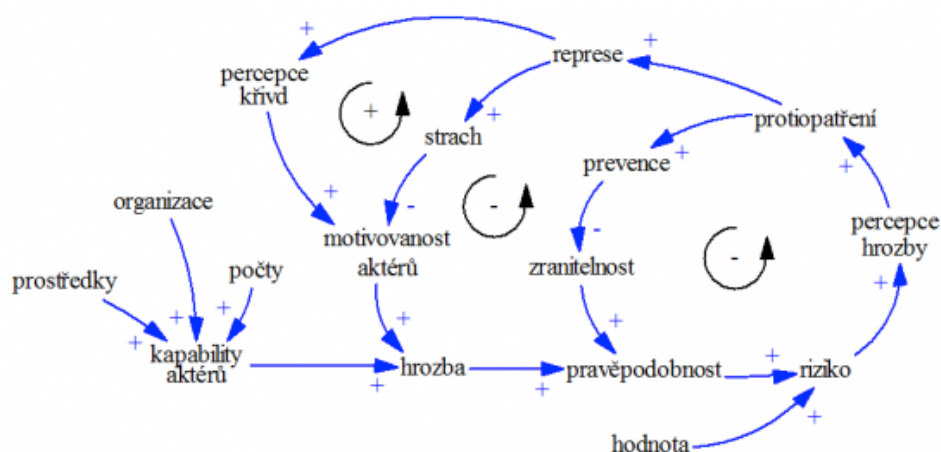 represe
percepce
křivd
+
+
+
protiopatření
strach
+
prevence
+
+
organizace
+
-
-
-
percepce
hrozby
motivovanost
aktérů
prostředky
počty
zranitelnost
-
+
+
+
+
+
+
kapability
aktérů
+
hrozba
+
pravěpodobnost
+
riziko
+
hodnota